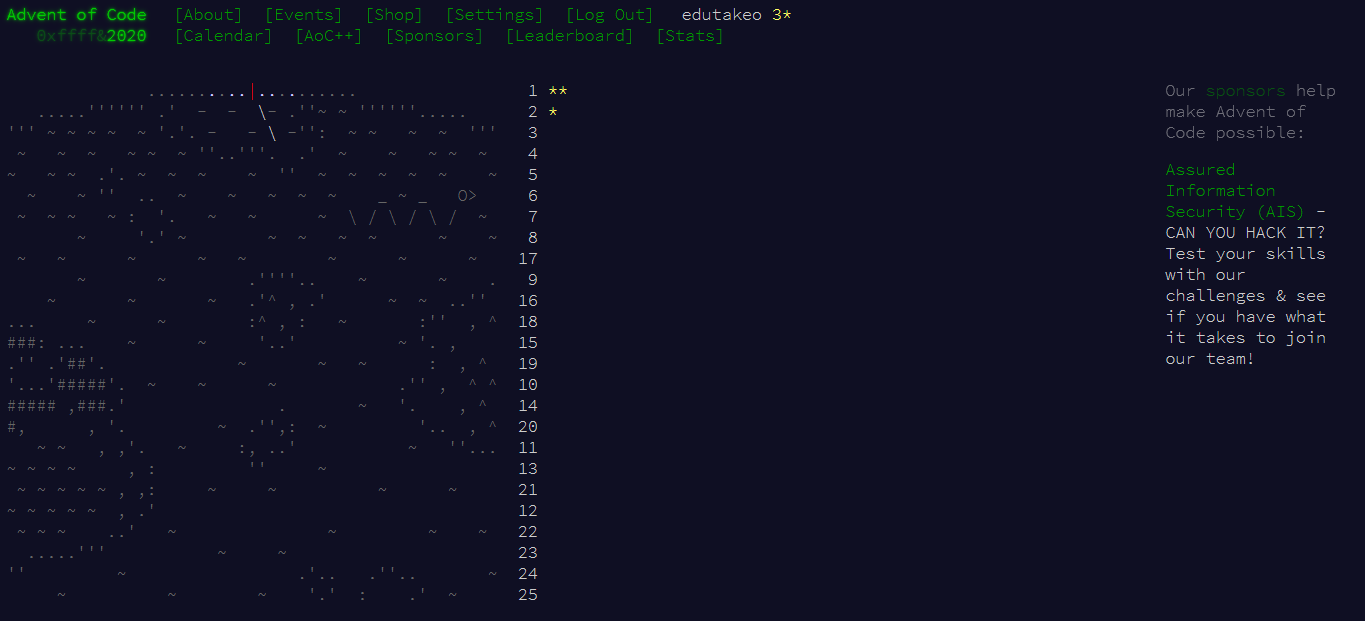 Advent of Code [About] [Events] [Shop] [Settings] [Log Out] edutakeo 3*
0xffff&2020 [Calendar] [AoC++] [Sponsors] [Leaderboard] [Stats]
1 **
2 *
3
4
5
6
7
8
17
9
16
18
15
19
10
14
20
11
13
21
12
22
23
24
25
Our sponsors help
make Advent of
Code possible:
Assured
Information
Security (AIS) -
CAN YOU HACK IT?
Test your skills
with our
challenges & see
if you have what
it takes to join
our team!